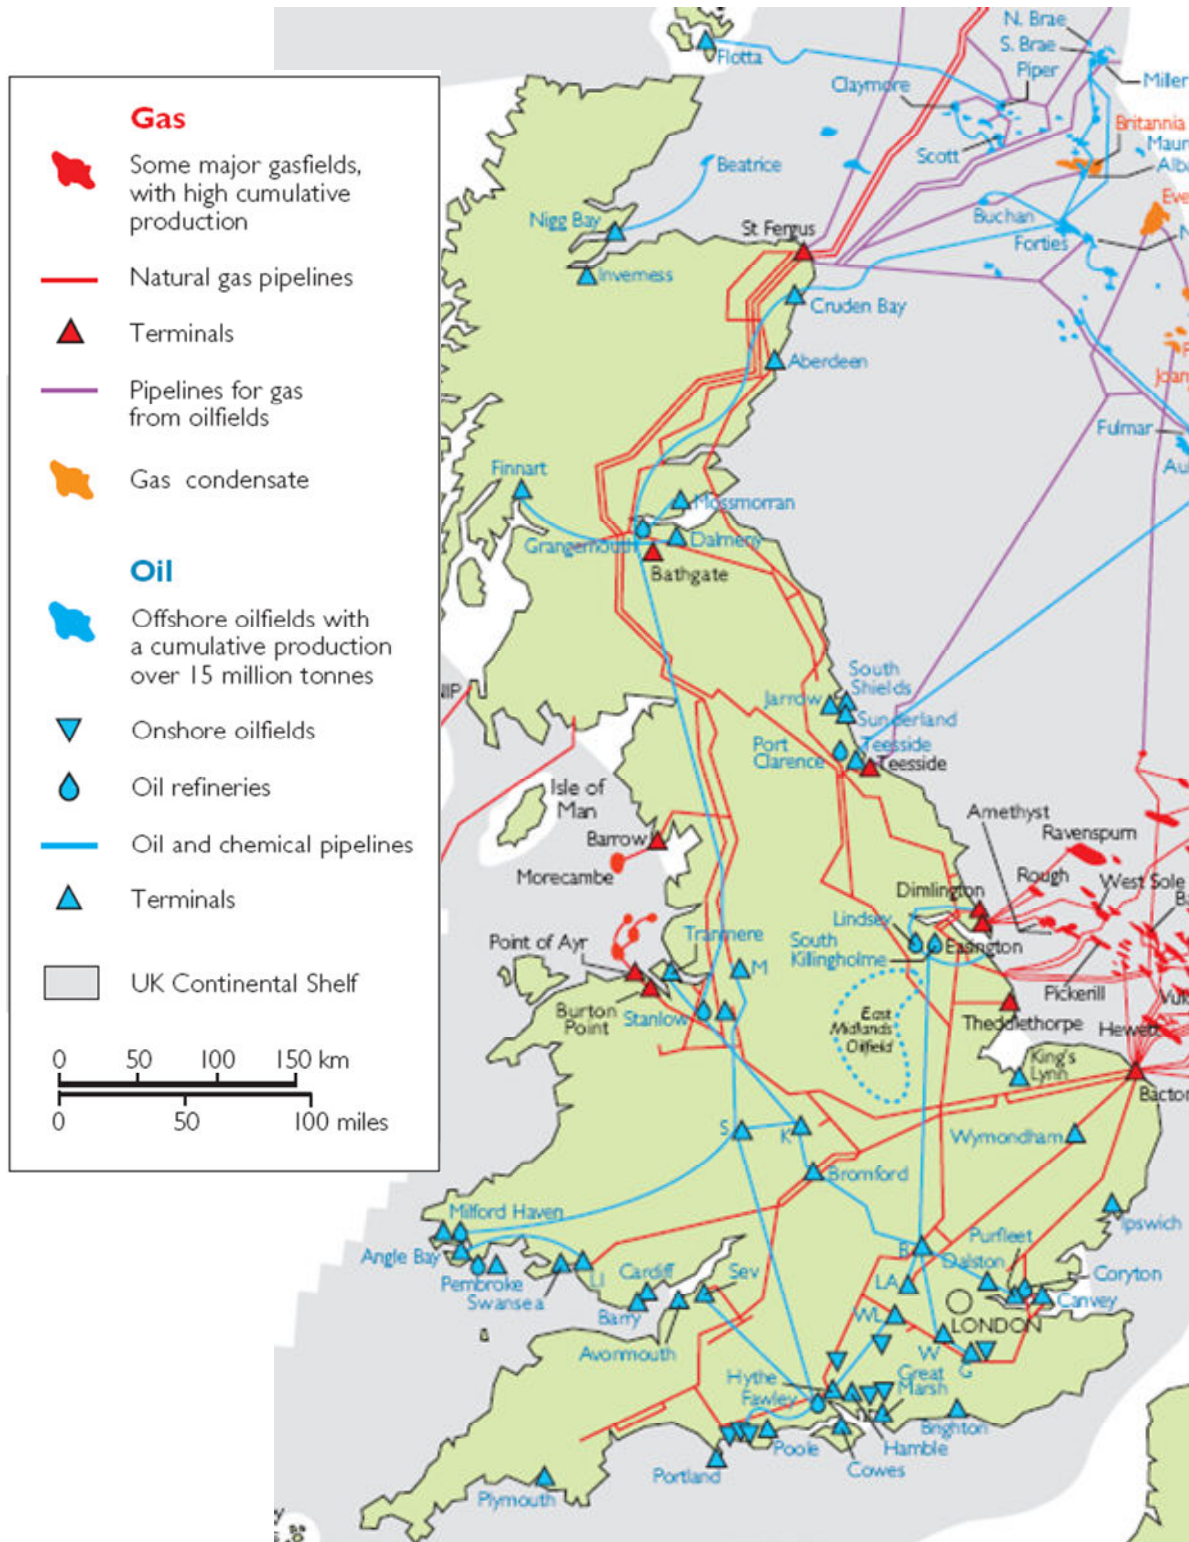 Gas
Some major gasfields,
with high cumulative
production
Natural gas pipelines
Terminals
Pipelines for gas
from oilfields
Gas condensate
Oil
Offshore oilfields with
a cumulative production
over 15 million tonnes
Onshore oilfields
Oil refineries
Oil and chemical pipelines
Terminals
UK Continental Shelf
0 50 100 150 km
0 50 100 miles
N. Brae
S. Brae
Piper
Miller
Flotta
Claymore
Britannia
Scott
Beatrice
Nigg Bay
Buchan
Forties
St Fergus
Inverness
Cruden Bay
Aberdeen
Fulmar
Finnart
Mossmorran
Grangemouth
Dalmeny
Bathgate
South
Shields
Jarrow
Sunderland
Port
Clarence
Teesside
Teesside
Isle of
Man
Barrow
Morecambe
Amethyst
Ravenspurn
Rough
West Sole
Dimlington
Lindsey
South
Killingholme
Easington
Point of Ayr
Tranmere
M
Burton
Point
Stanlow
East
Midlands
Oilfield
Pickerill
Theddlethorpe
Hewett
King's
Lynn
S
K
Wymondham
Bromford
Milford Haven
Angle Bay
Pembroke
Swansea
LI
Cardiff
Barry
Sev
Avonmouth
B
Purfleet
Dalston
Ipswich
Coryton
Canvey
LA
WL
LONDON
W
G
Great
Marsh
Hythe
Fawley
Brighton
Hamble
Poole
Cowes
Portland
Plymouth